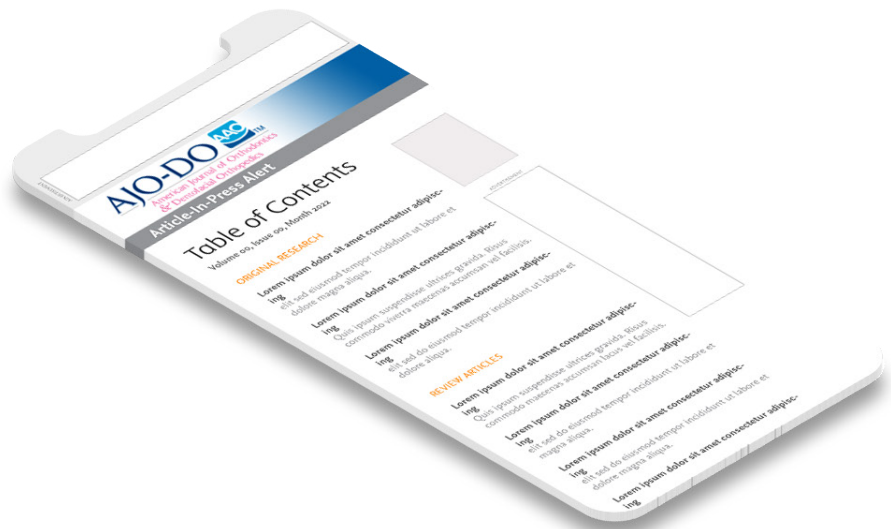 ADVERTISEMENT
AJO-DO AAO TM
American Journal of Orthodontics
& Dentofacial Orthopedics
Article-In-Press Alert
Table of Contents
Volume 00, Issue 00, Month 2022
ADVERTISEMENT
ORIGINAL RESEARCH
Lorem ipsum dolor sit amet consectetur adipisc-
ing
elit sed eiusmod tempor incididunt ut labore et
dolore magna aliqua.
Lorem ipsum dolor sit amet consectetur adipisc-
ing
Quis ipsum suspendisse ultrices gravida. Risus
commodo viverra maecenas accumsan vel facilisis.
Lorem ipsum dolor sit amet consectetur adipisc-
ing
elit sed do eiusmod tempor incididunt ut labore et
dolore aliqua.
REVIEW ARTICLES
Lorem ipsum dolor sit amet consectetur adipisc-
ing
Quis ipsum suspendisse ultrices gravida. Risus
commodo maecenas accumsan lacus vel facilisis.
Lorem ipsum dolor sit amet consectetur adipisc-
ing
elit sed do eiusmod tempor incididunt ut labore et
magna aliqua.
Lorem ipsum dolor sit amet consectetur adipisc-
ing
elit sed do eiusmod tempor incididunt ut labore et
dolore magna aliqua.
Lorem ipsum dolor sit amet consectetur adipisc-
ing